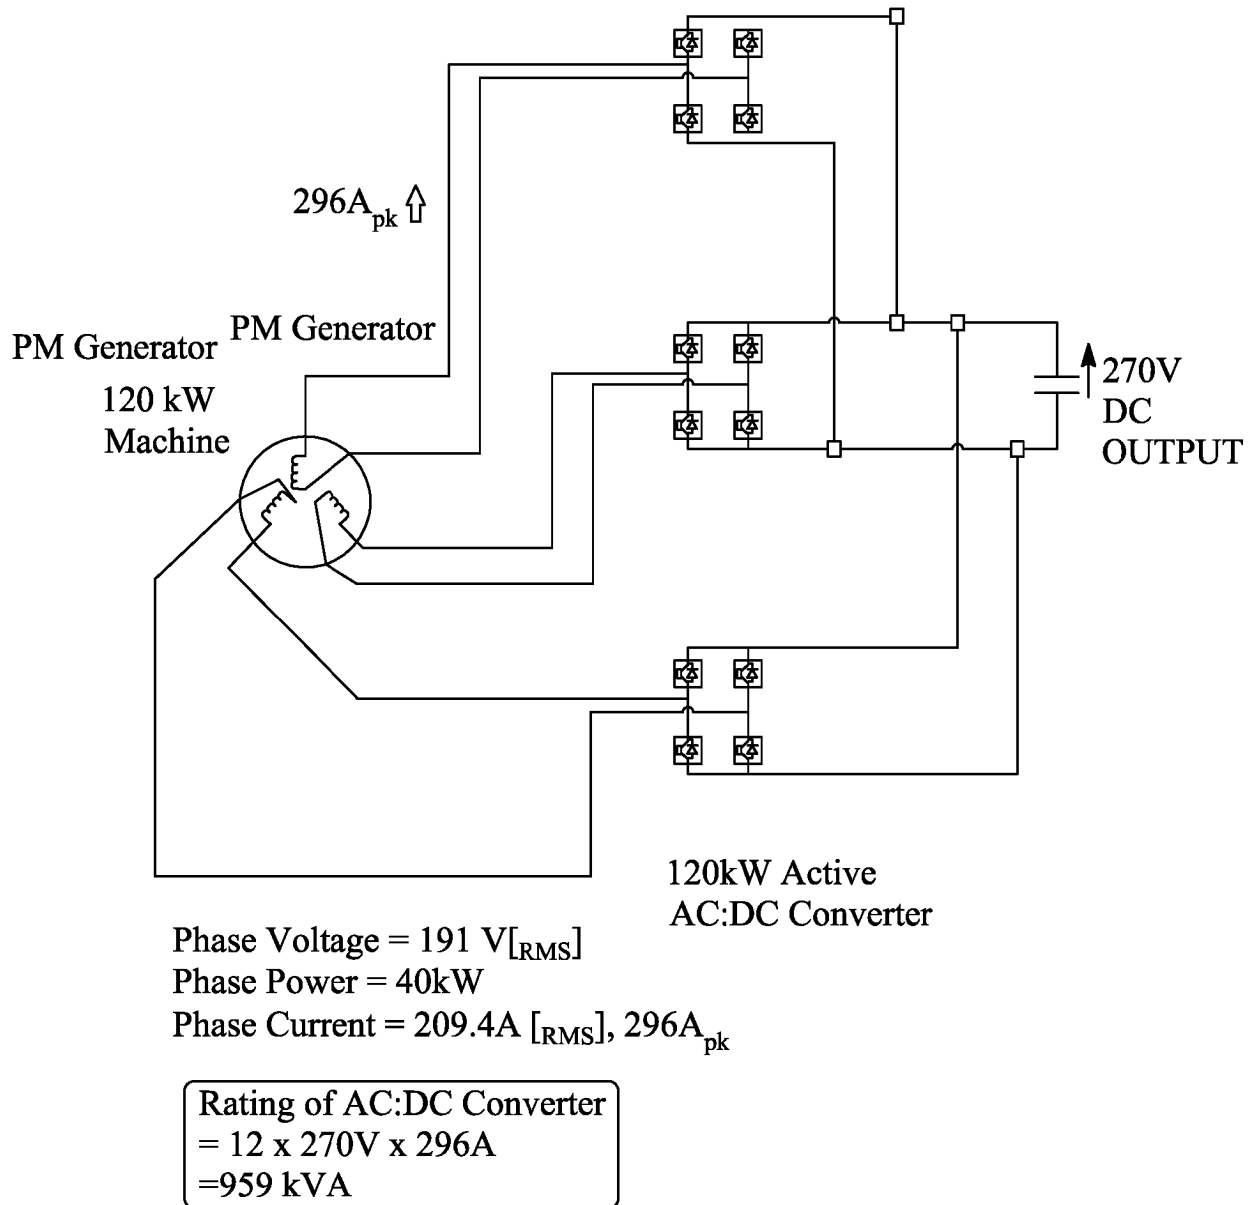 296A_pk
PM Generator
PM Generator
120 kW
Machine
270V
DC
OUTPUT
120kW Active
AC:DC Converter
Phase Voltage = 191 V[RMS]
Phase Power = 40kW
Phase Current = 209.4A [RMS], 296A_pk
Rating of AC:DC Converter
= 12 x 270V x 296A
=959 kVA